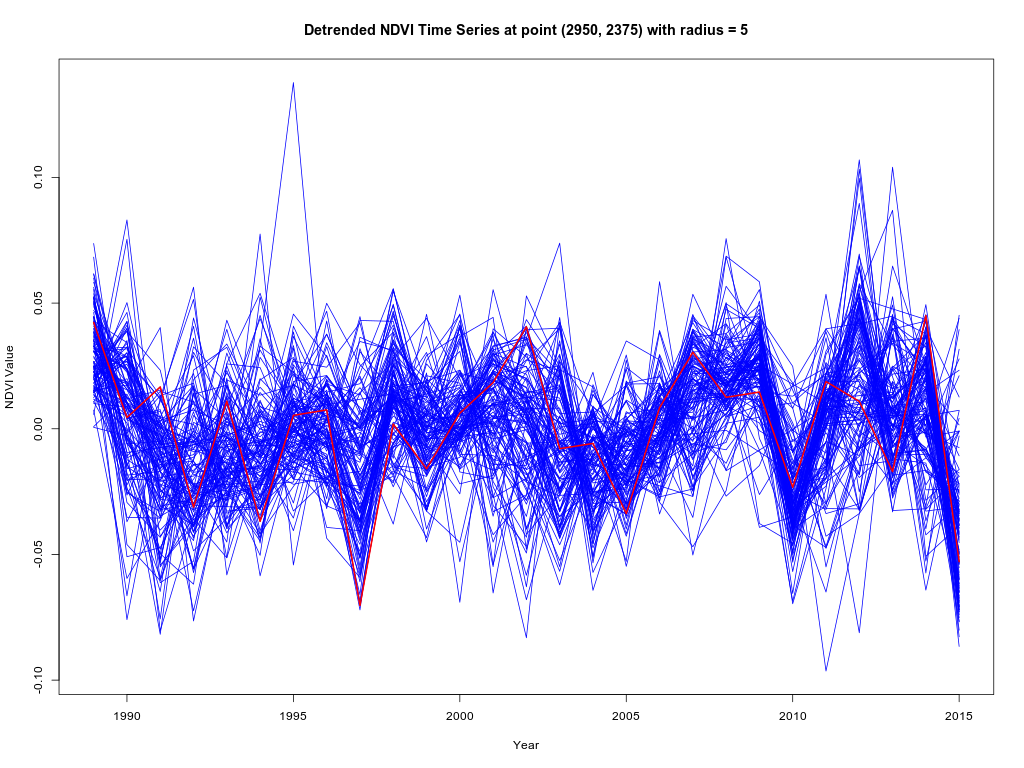 Detrended NDVI Time Series at point (2950, 2375) with radius = 5
NDVI Value
0.10
0.05
0.00
-0.05
-0.10
1990 1995 2000 2005 2010 2015
Year